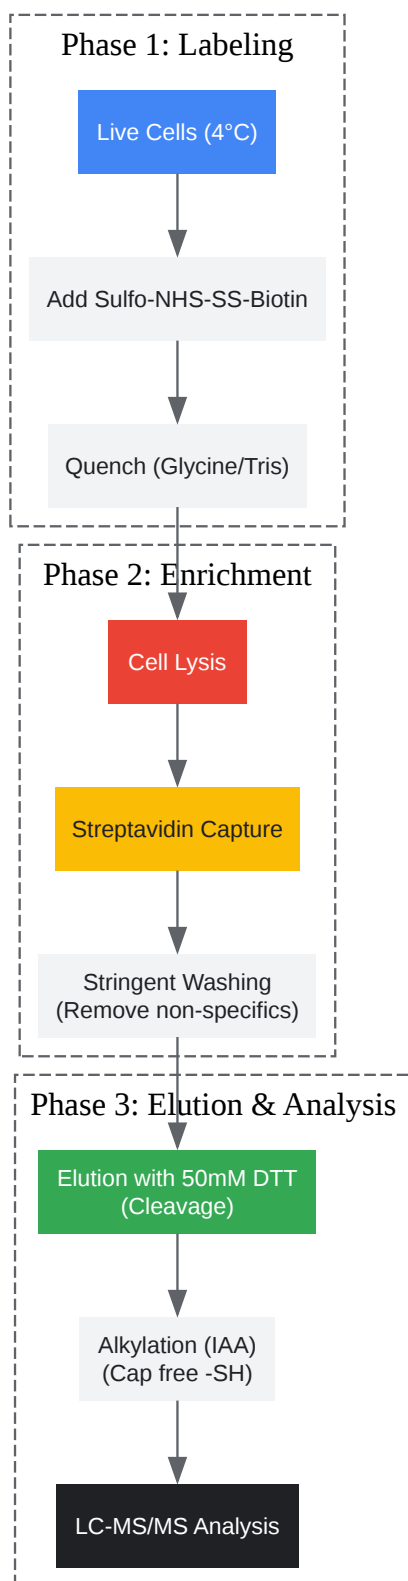 Phase 1: Labeling
Live Cells (4°C)
Add Sulfo-NHS-SS-Biotin
Quench (Glycine/Tris)
Phase 2: Enrichment
Cell Lysis
Streptavidin Capture
Stringent Washing
(Remove non-specifics)
Phase 3: Elution & Analysis
Elution with 50mM DTT
(Cleavage)
Alkylation (IAA)
(Cap free -SH)
LC-MS/MS Analysis